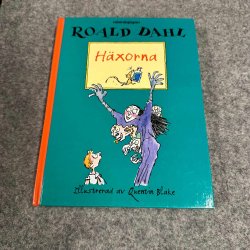 ROALD DAHL
Häxorna
Illustrerad av Quentin Blake